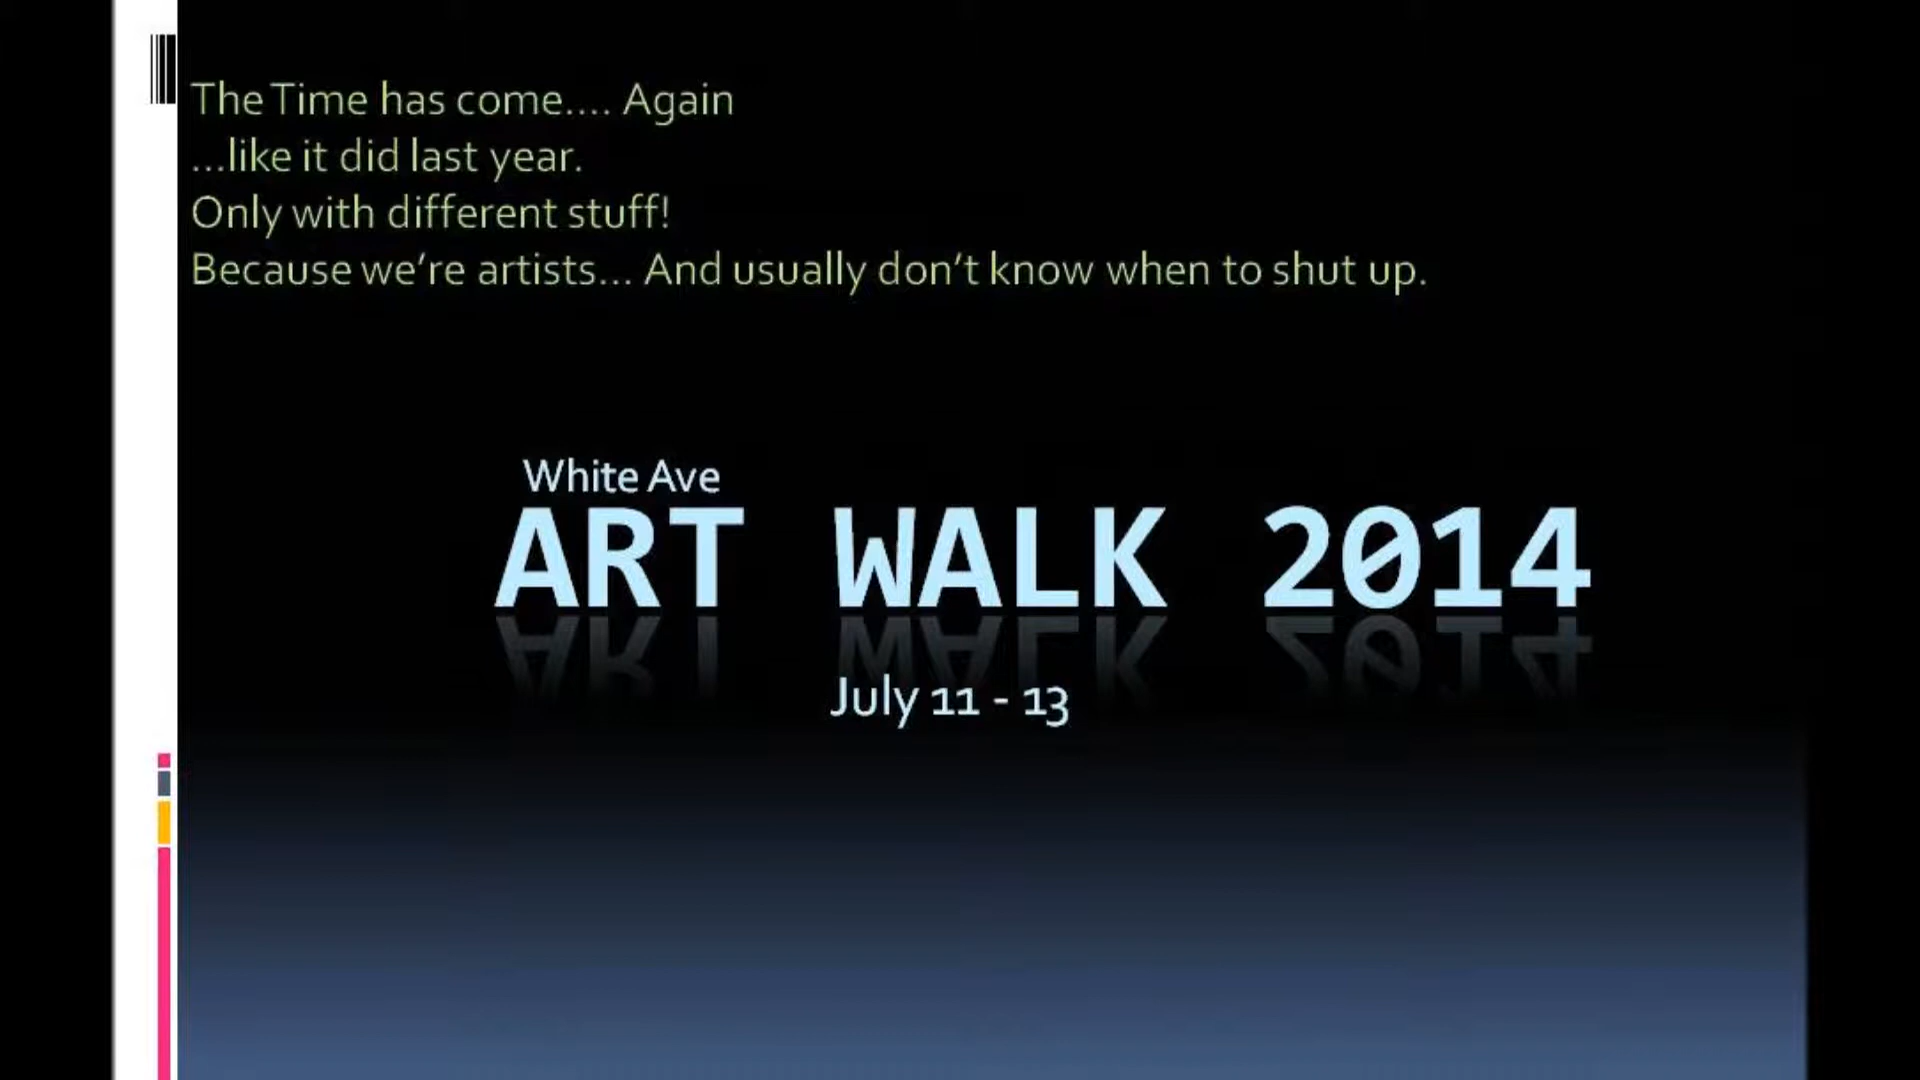 The Time has come.... Again
...like it did last year.
Only with different stuff!
Because we're artists... And usually don't know when to shut up.
White Ave
ART WALK 2014
July 11 - 13